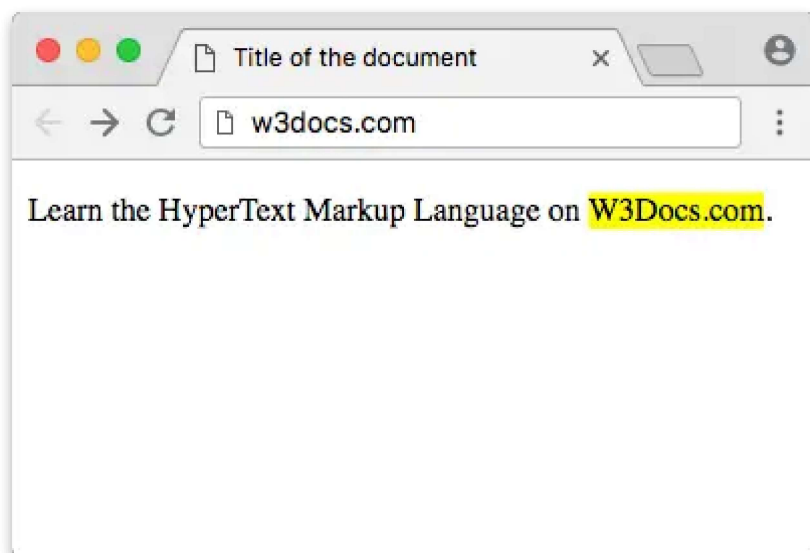 Title of the document
w3docs.com
Learn the HyperText Markup Language on W3Docs.com.